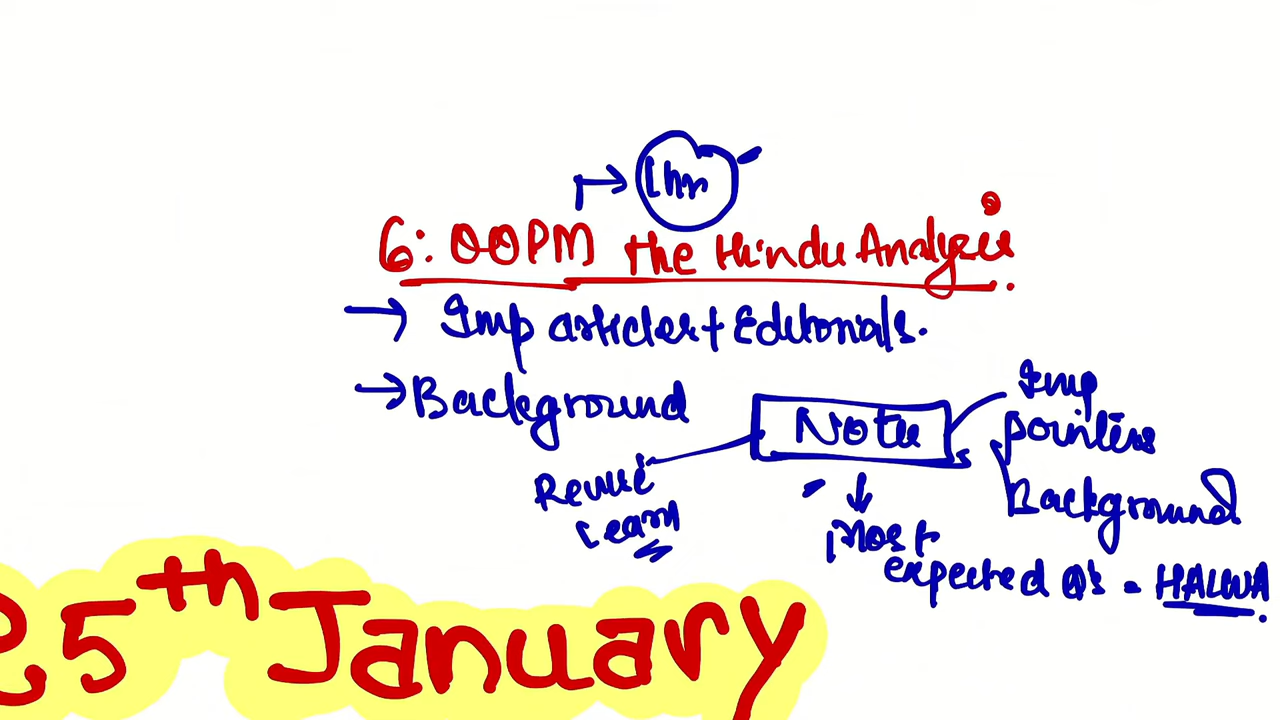 1hr
6:00PM The Hindu Analysis
→ Imp articles + Editorials.
→ Background
Notes
Imp
pointers
Background
Revise
Learn
Most
expected Q's - HALWA
25th January